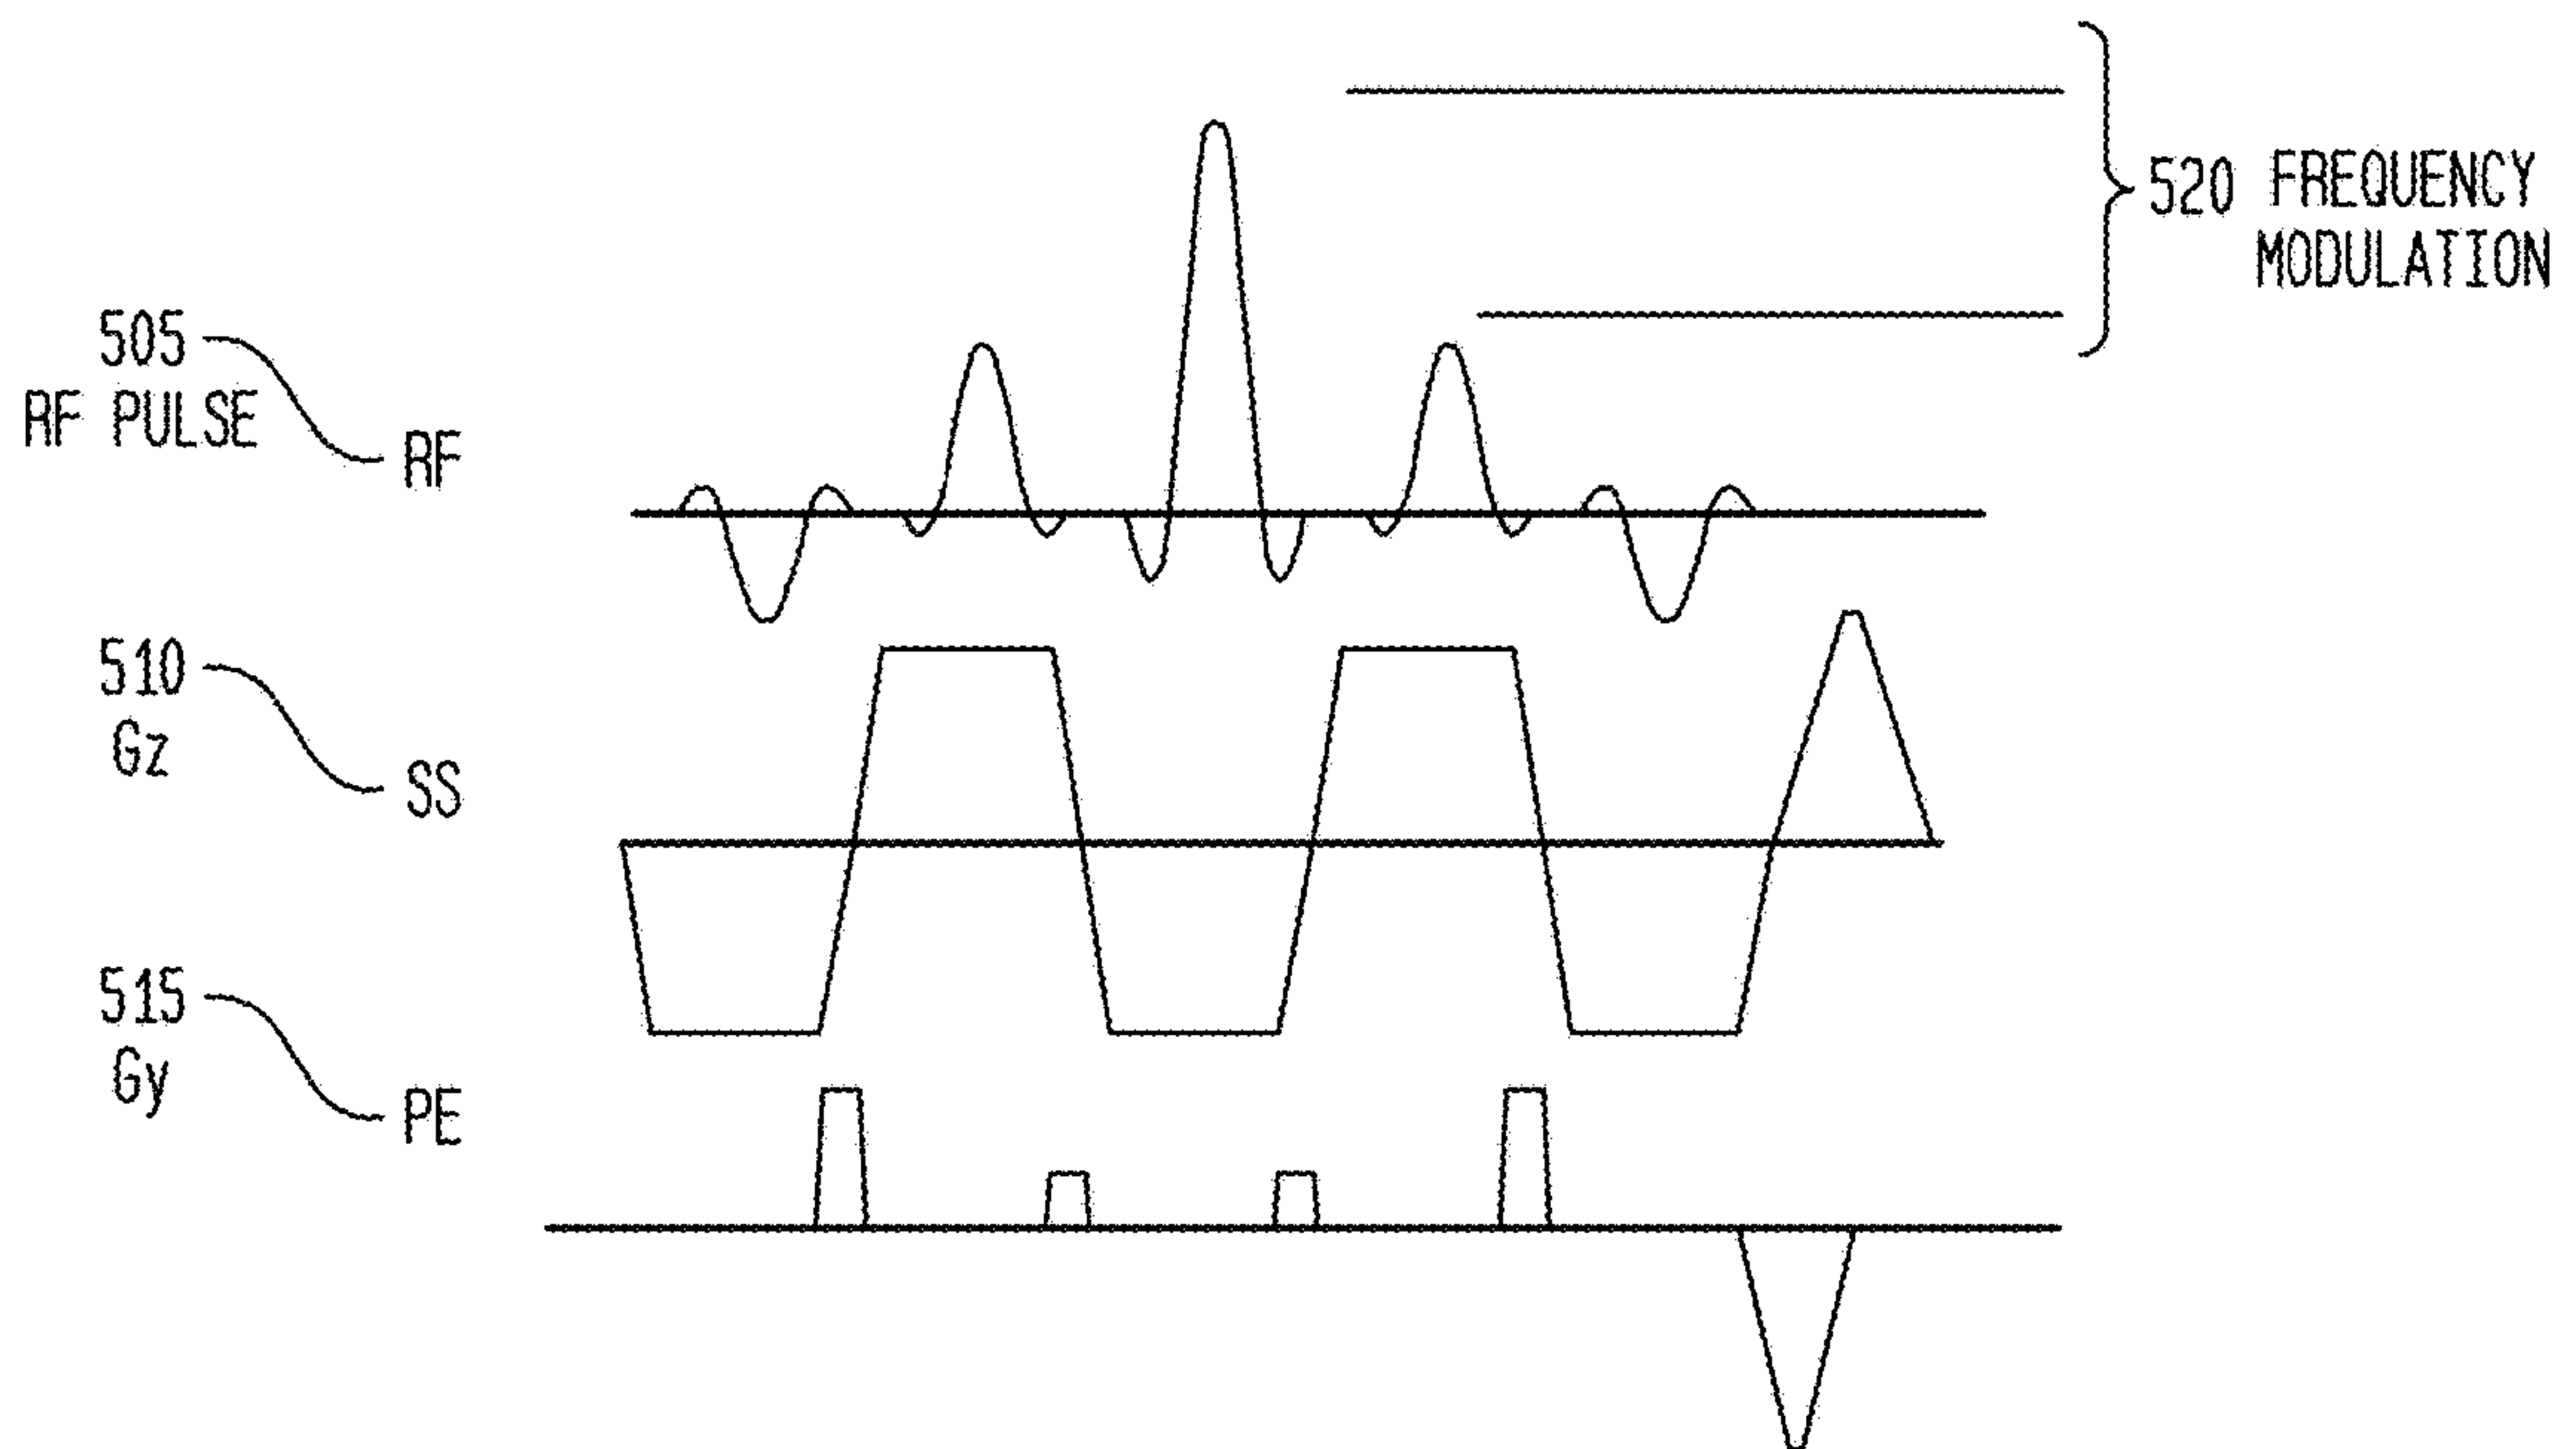 520 FREQUENCY
MODULATION
505
RF PULSE
RF
510
Gz
SS
515
Gy
PE